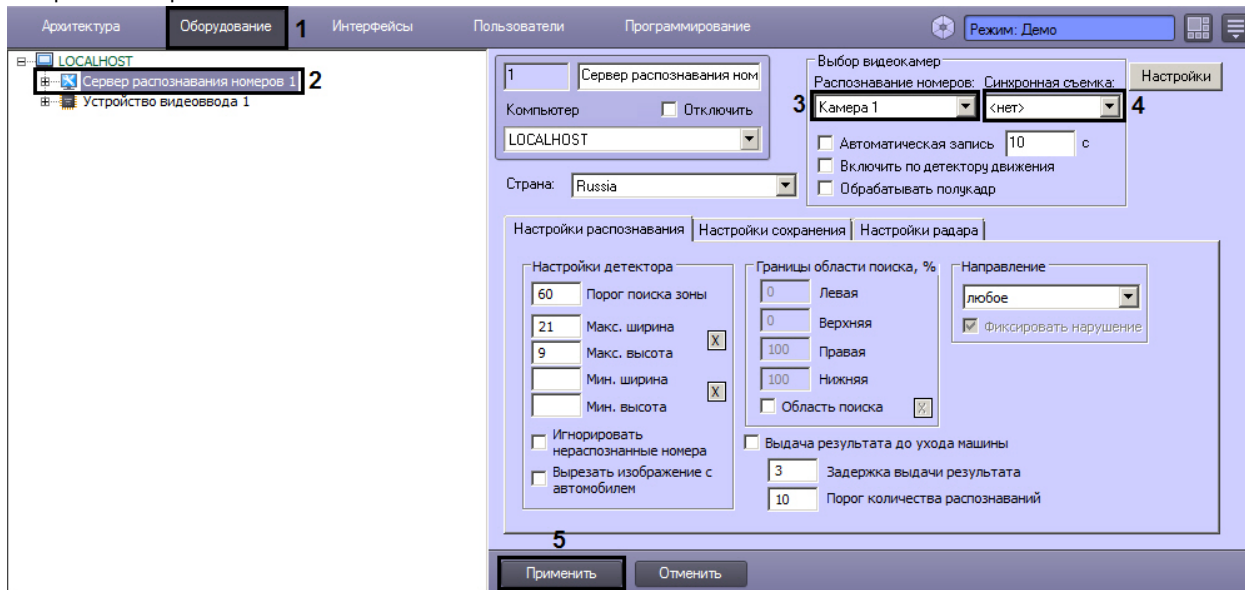 Архитектура
Оборудование
1
Интерфейсы
Пользователи
Программирование
Режим: Демо
LOCALHOST
Сервер распознавания номеров 1
2
Устройство видеоввода 1
1
Сервер распознавания ном
Компьютер
Отключить
LOCALHOST
Страна:
Russia
Выбор видеокамер
Распознавание номеров:
Синхронная съемка:
3
Камера 1
<нет>
4
Автоматическая запись
10
с
Включить по детектору движения
Обрабатывать полукадр
Настройки
Настройки распознавания
Настройки сохранения
Настройки радара
Настройки детектора
60
Порог поиска зоны
21
Макс. ширина
9
Макс. высота
X
Мин. ширина
Мин. высота
X
Игнорировать
нераспознанные номера
Вырезать изображение с
автомобилем
Границы области поиска, %
0
Левая
0
Верхняя
100
Правая
100
Нижняя
Область поиска
X
Направление
любое
Фиксировать нарушение
Выдача результата до ухода машины
3
Задержка выдачи результата
10
Порог количества распознаваний
5
Применить
Отменить